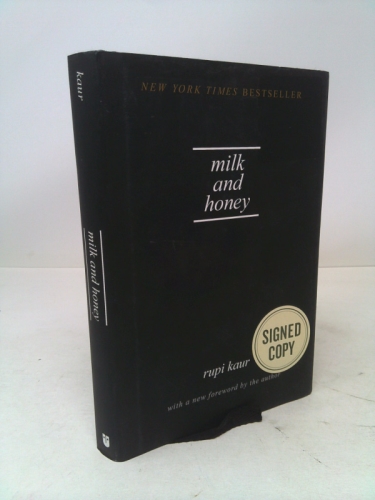 kaur
milk and honey
NEW YORK TIMES BESTSELLER
milk
and
honey
SIGNED
COPY
rupi kaur
with a new foreword by the author